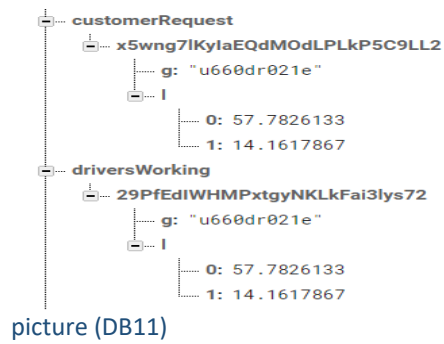 customerRequest
x5wng7lKyIaEQdMOdLPLkP5C9LL2
g: "u660dr021e"
l
0: 57.7826133
1: 14.1617867
driversWorking
29PfEdIWHMPxtgyNKLkFai3lys72
g: "u660dr021e"
l
0: 57.7826133
1: 14.1617867
picture (DB11)